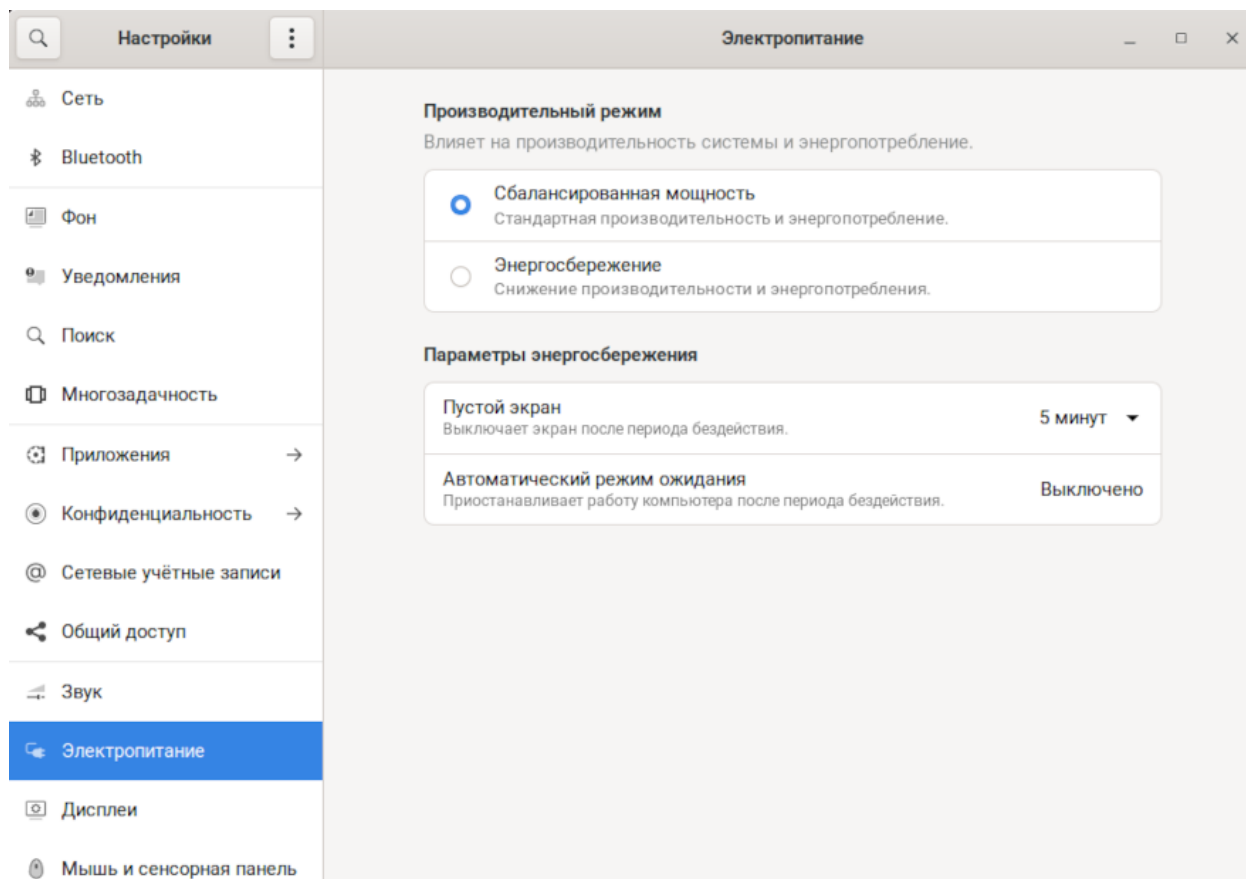 Настройки
Электропитание
Сеть
Bluetooth
Фон
Уведомления
Поиск
Многозадачность
Приложения
Конфиденциальность
Сетевые учётные записи
Общий доступ
Звук
Электропитание
Дисплеи
Мышь и сенсорная панель
Производительный режим
Влияет на производительность системы и энергопотребление.
Сбалансированная мощность
Стандартная производительность и энергопотребление.
Энергосбережение
Снижение производительности и энергопотребления.
Параметры энергосбережения
Пустой экран
Выключает экран после периода бездействия.
5 минут
Автоматический режим ожидания
Приостанавливает работу компьютера после периода бездействия.
Выключено